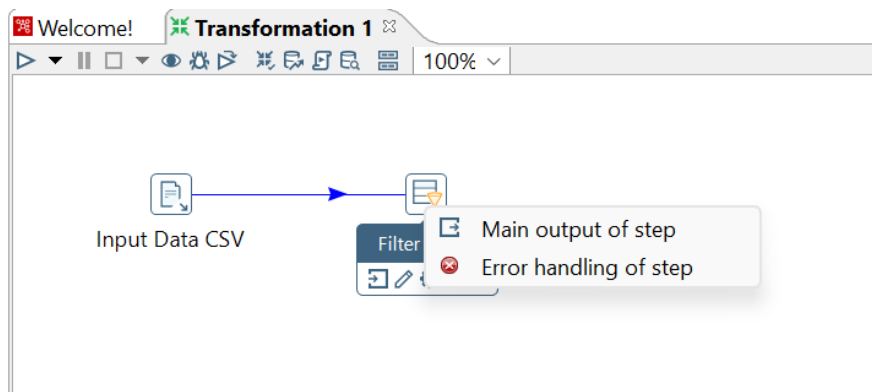 Welcome!
Transformation 1
100%
Input Data CSV
Filter
Main output of step
Error handling of step